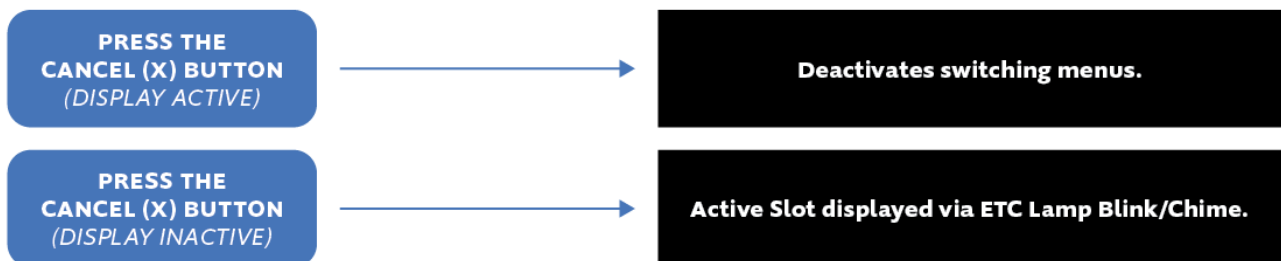 PRESS THE
CANCEL (X) BUTTON
(DISPLAY ACTIVE)
Deactivates switching menus.
PRESS THE
CANCEL (X) BUTTON
(DISPLAY INACTIVE)
Active Slot displayed via ETC Lamp Blink/Chime.